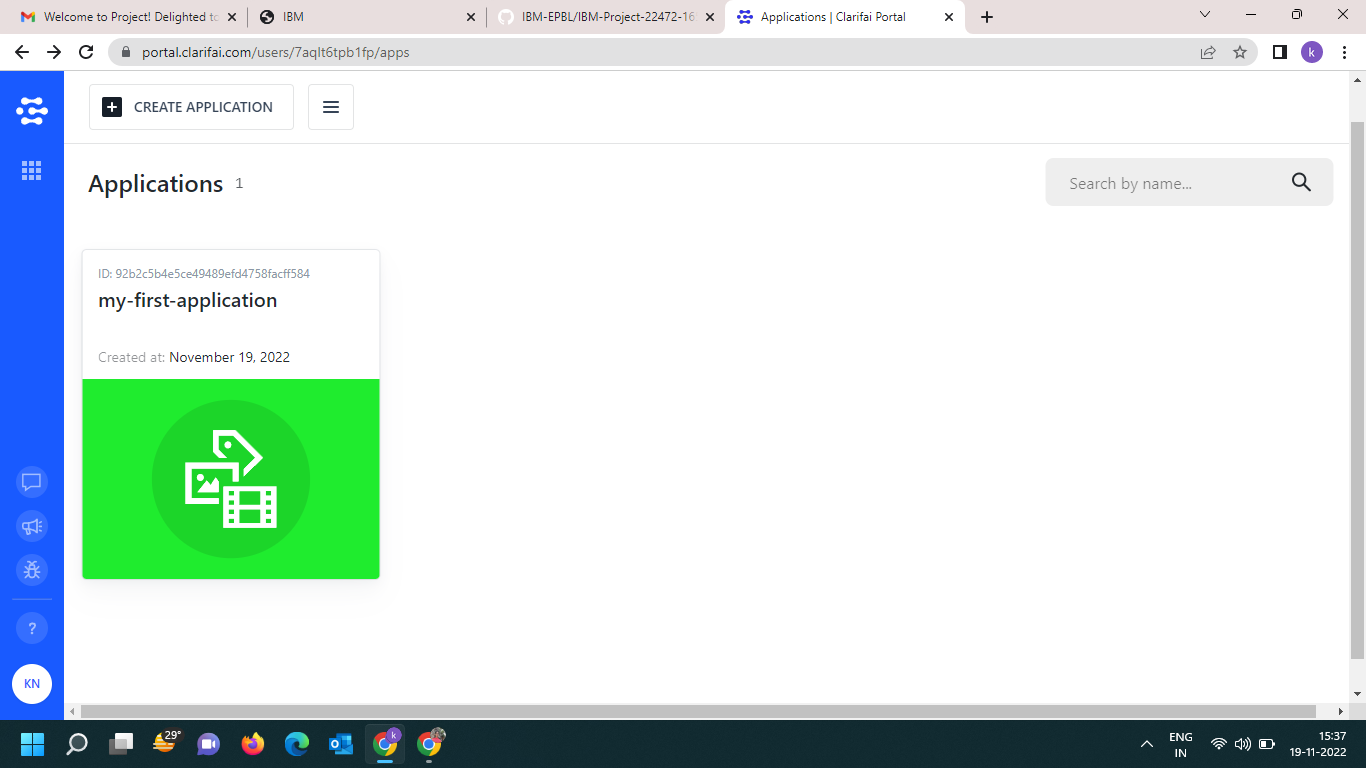 Welcome to Project! Delighted to
IBM
IBM-EPBL/IBM-Project-22472-16
Applications | Clarifai Portal
portal.clarifai.com/users/7aqlt6tpb1fp/apps
k
CREATE APPLICATION
Applications 1
Search by name...
ID: 92b2c5b4e5ce49489efd4758facff584
my-first-application
Created at: November 19, 2022
?
KN
29°
k
ENG
IN
15:37
19-11-2022